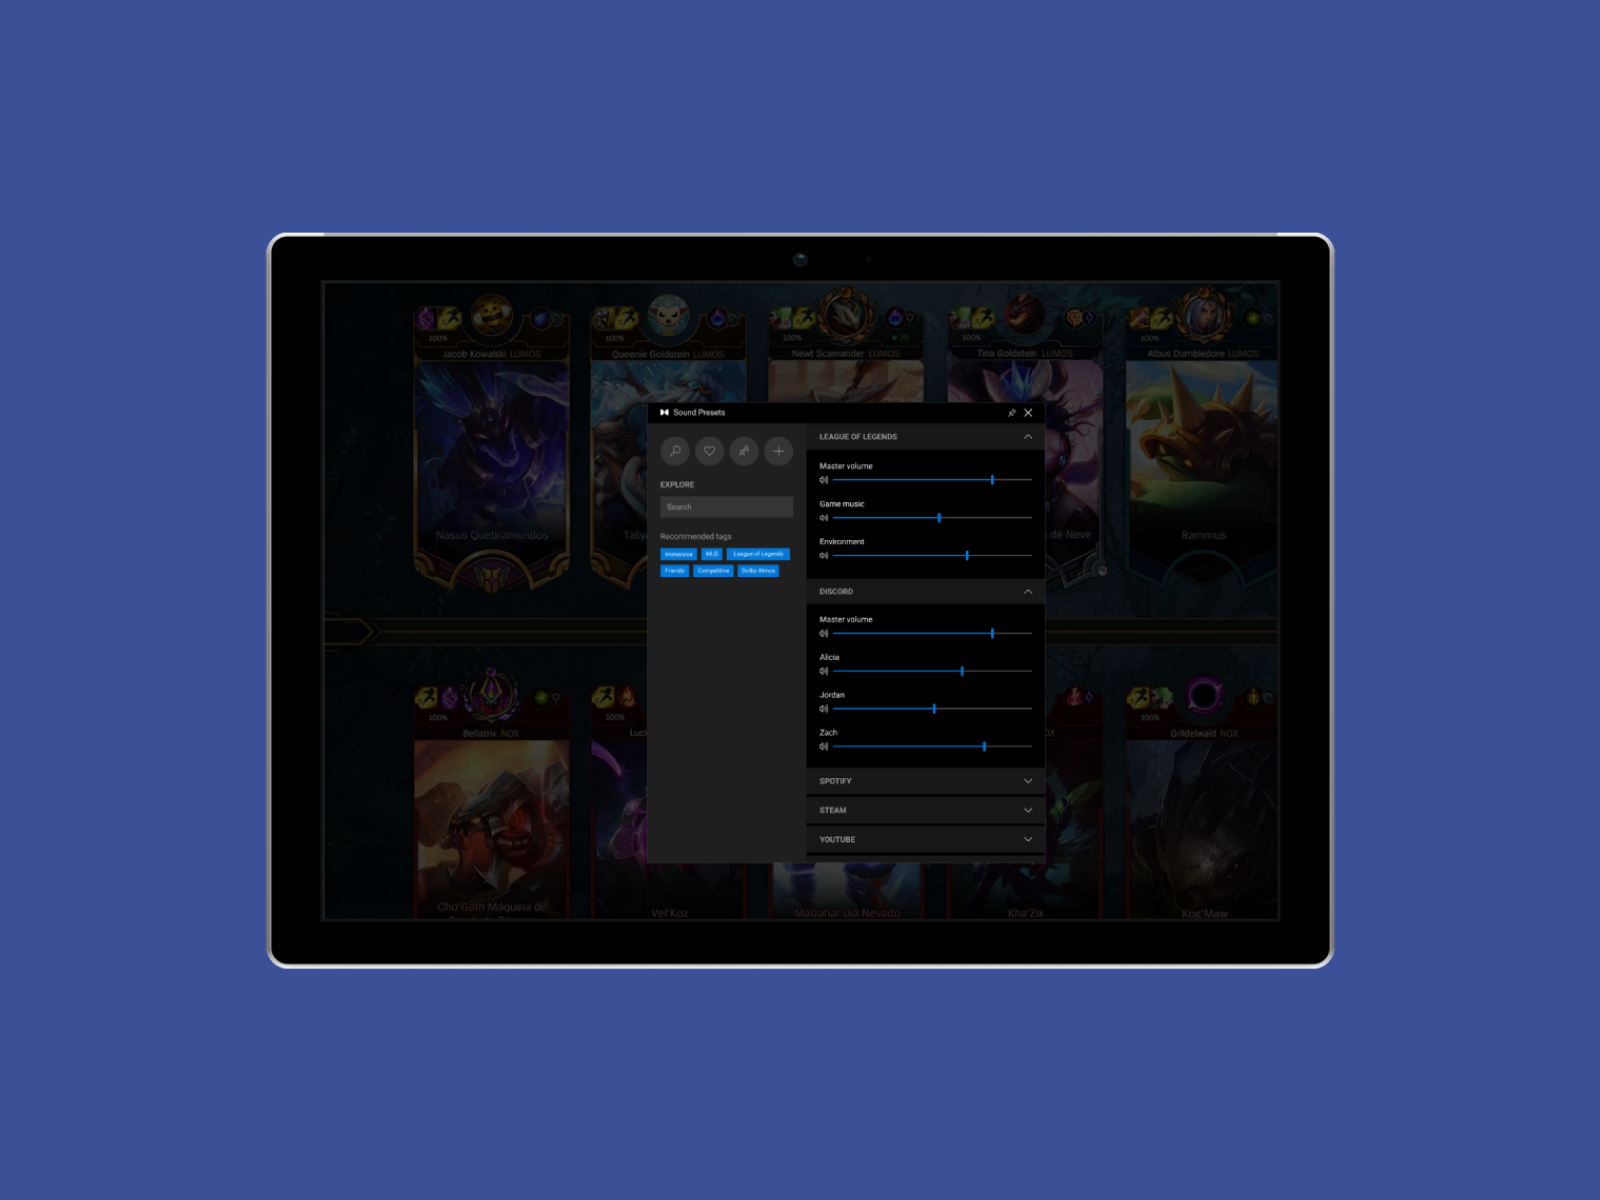 100%
100%
100%
28
100%
100%
Jacob Kowalski LUMOS
Queenie Goldstein LUMOS
Newt Scamander LUMOS
Tina Goldstein LUMOS
Albus Dumbledore LUMOS
Sound Presets
EXPLORE
Search
Recommended tags
Immersive
MLG
League of Legends
Friends
Competitive
Dolby Atmos
LEAGUE OF LEGENDS
Master volume
Game music
Environment
DISCORD
Master volume
Alicia
Jordan
Zach
SPOTIFY
STEAM
YOUTUBE
Nasus Quebramundos
Taliy
de Neve
Rammus
100%
100%
100%
Bellatrix NOX
Luci
OX
Grildelwald NOX
Cho'Gath Máquina de
Vel'Koz
Malzahar Dia Nevado
Kha'Zix
Kog'Maw